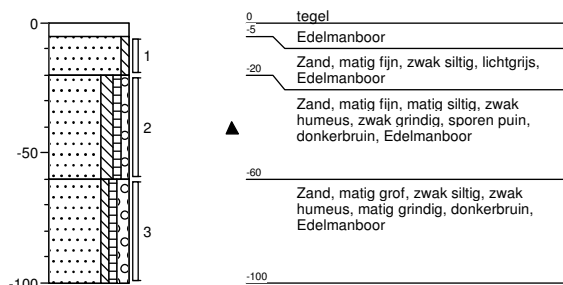 0
-50
-100
1
2
3
0 tegel
-5 Edelmanboor
Zand, matig fijn, zwak siltig, lichtgrijs,
-20 Edelmanboor
Zand, matig fijn, matig siltig, zwak
humeus, zwak grindig, sporen puin,
donkerbruin, Edelmanboor
-60
Zand, matig grof, zwak siltig, zwak
humeus, matig grindig, donkerbruin,
Edelmanboor
-100